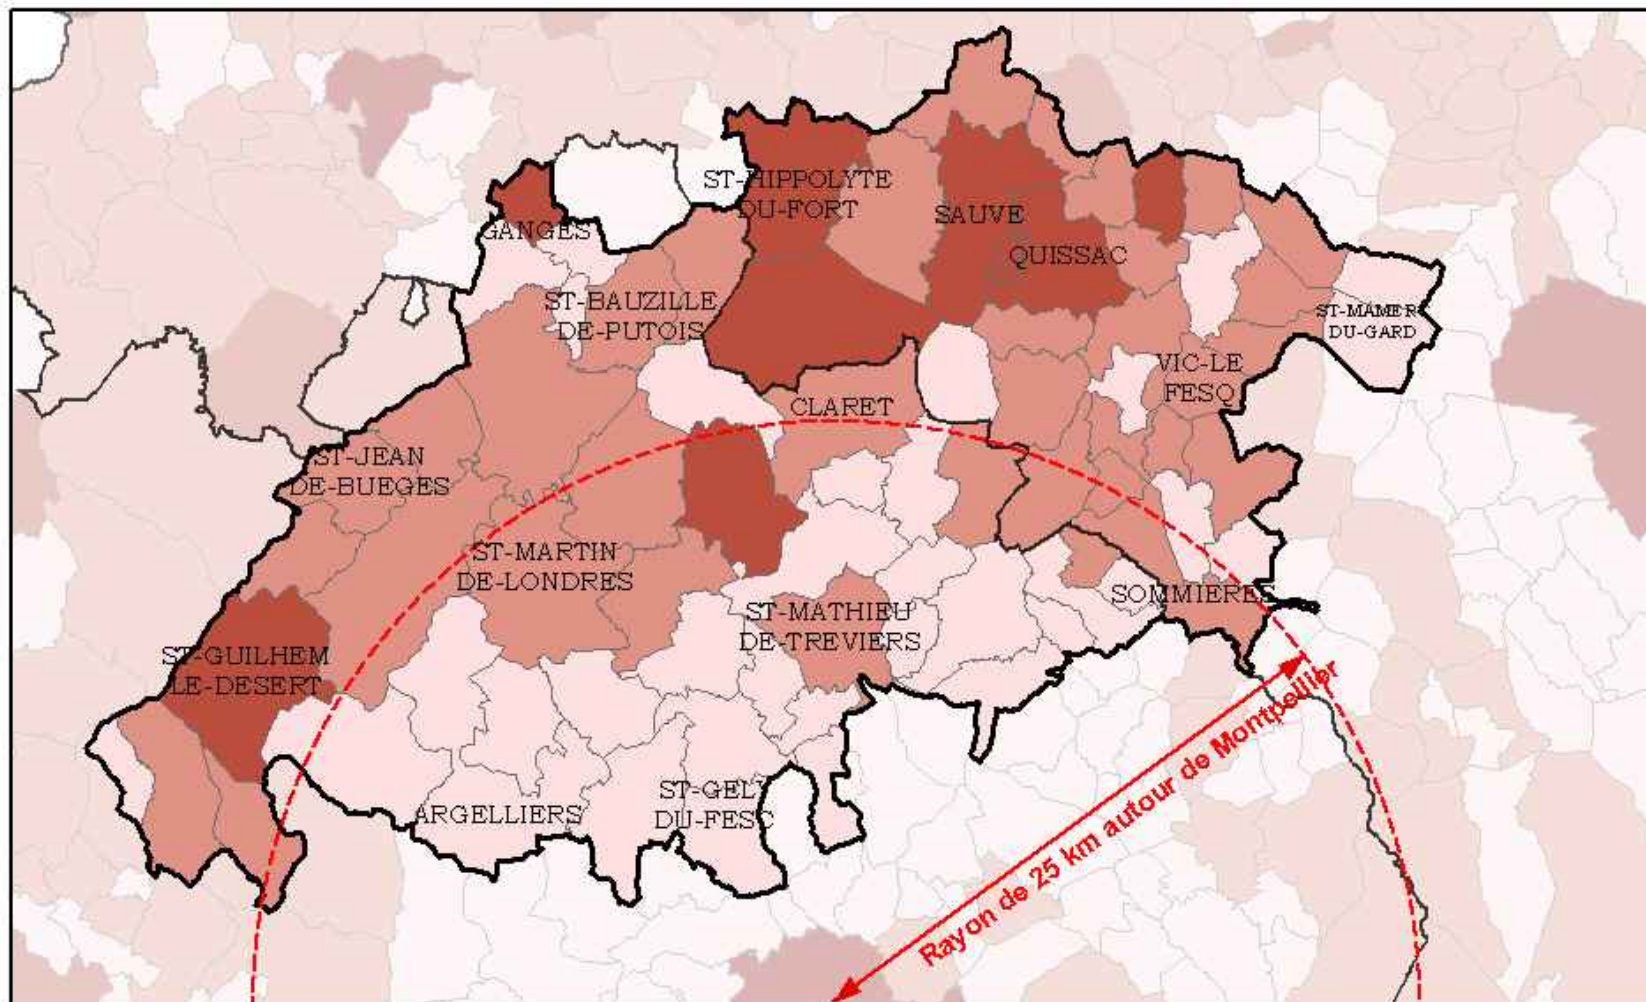 ST-HIPPOLYTE
DU-FORT
SAUVE
GANGES
QUISSAC
ST-BAUZILLE
DE-PUTOIS
ST-MAMER
DU-GARD
VIC-LE
FESQ
CLARET
ST-JEAN
DE-BUEGES
ST-MARTIN
DE-LONDRES
SOMMIERES
ST-MATHIEU
DE-TREVIERS
ST-GUILHEM
LE-DESERT
Rayon de 25 km autour de Montpellier
ST-GELY
DU-FESC
ARGELLIERS